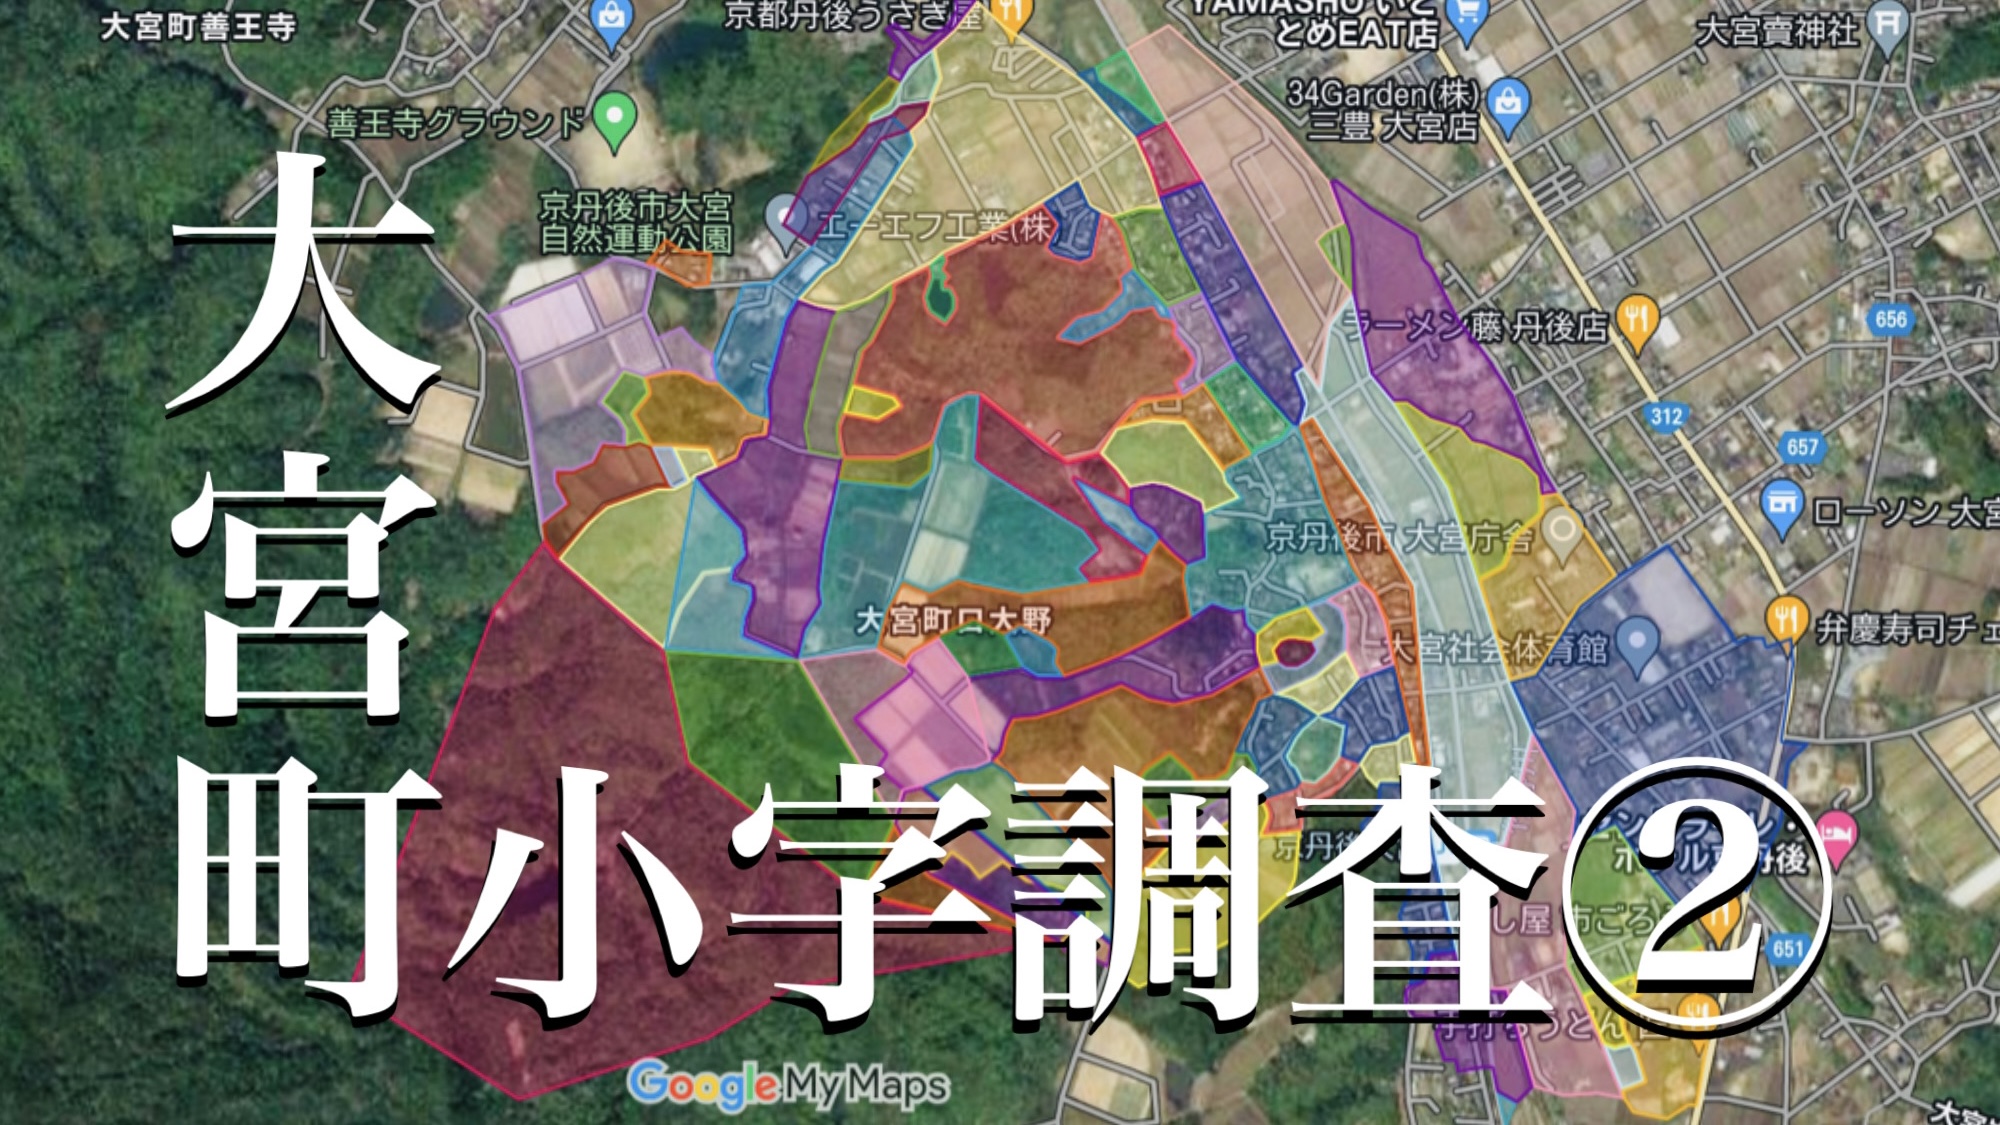 大宮町善王寺
京都丹後うさぎ屋
とめEAT店
大宮賣神社
34Garden(株)
三豊 大宮店
善王寺グラウンド
京丹後市大宮
自然運動公園
エーエフ工業(株
656
ラーメン藤 丹後店
312
657
ローソン 大宮
京丹後市 大宮庁舎
大宮町口大野
大宮社会体育館
弁慶寿司チェ
大宮町小字調査②
651
Google My Maps